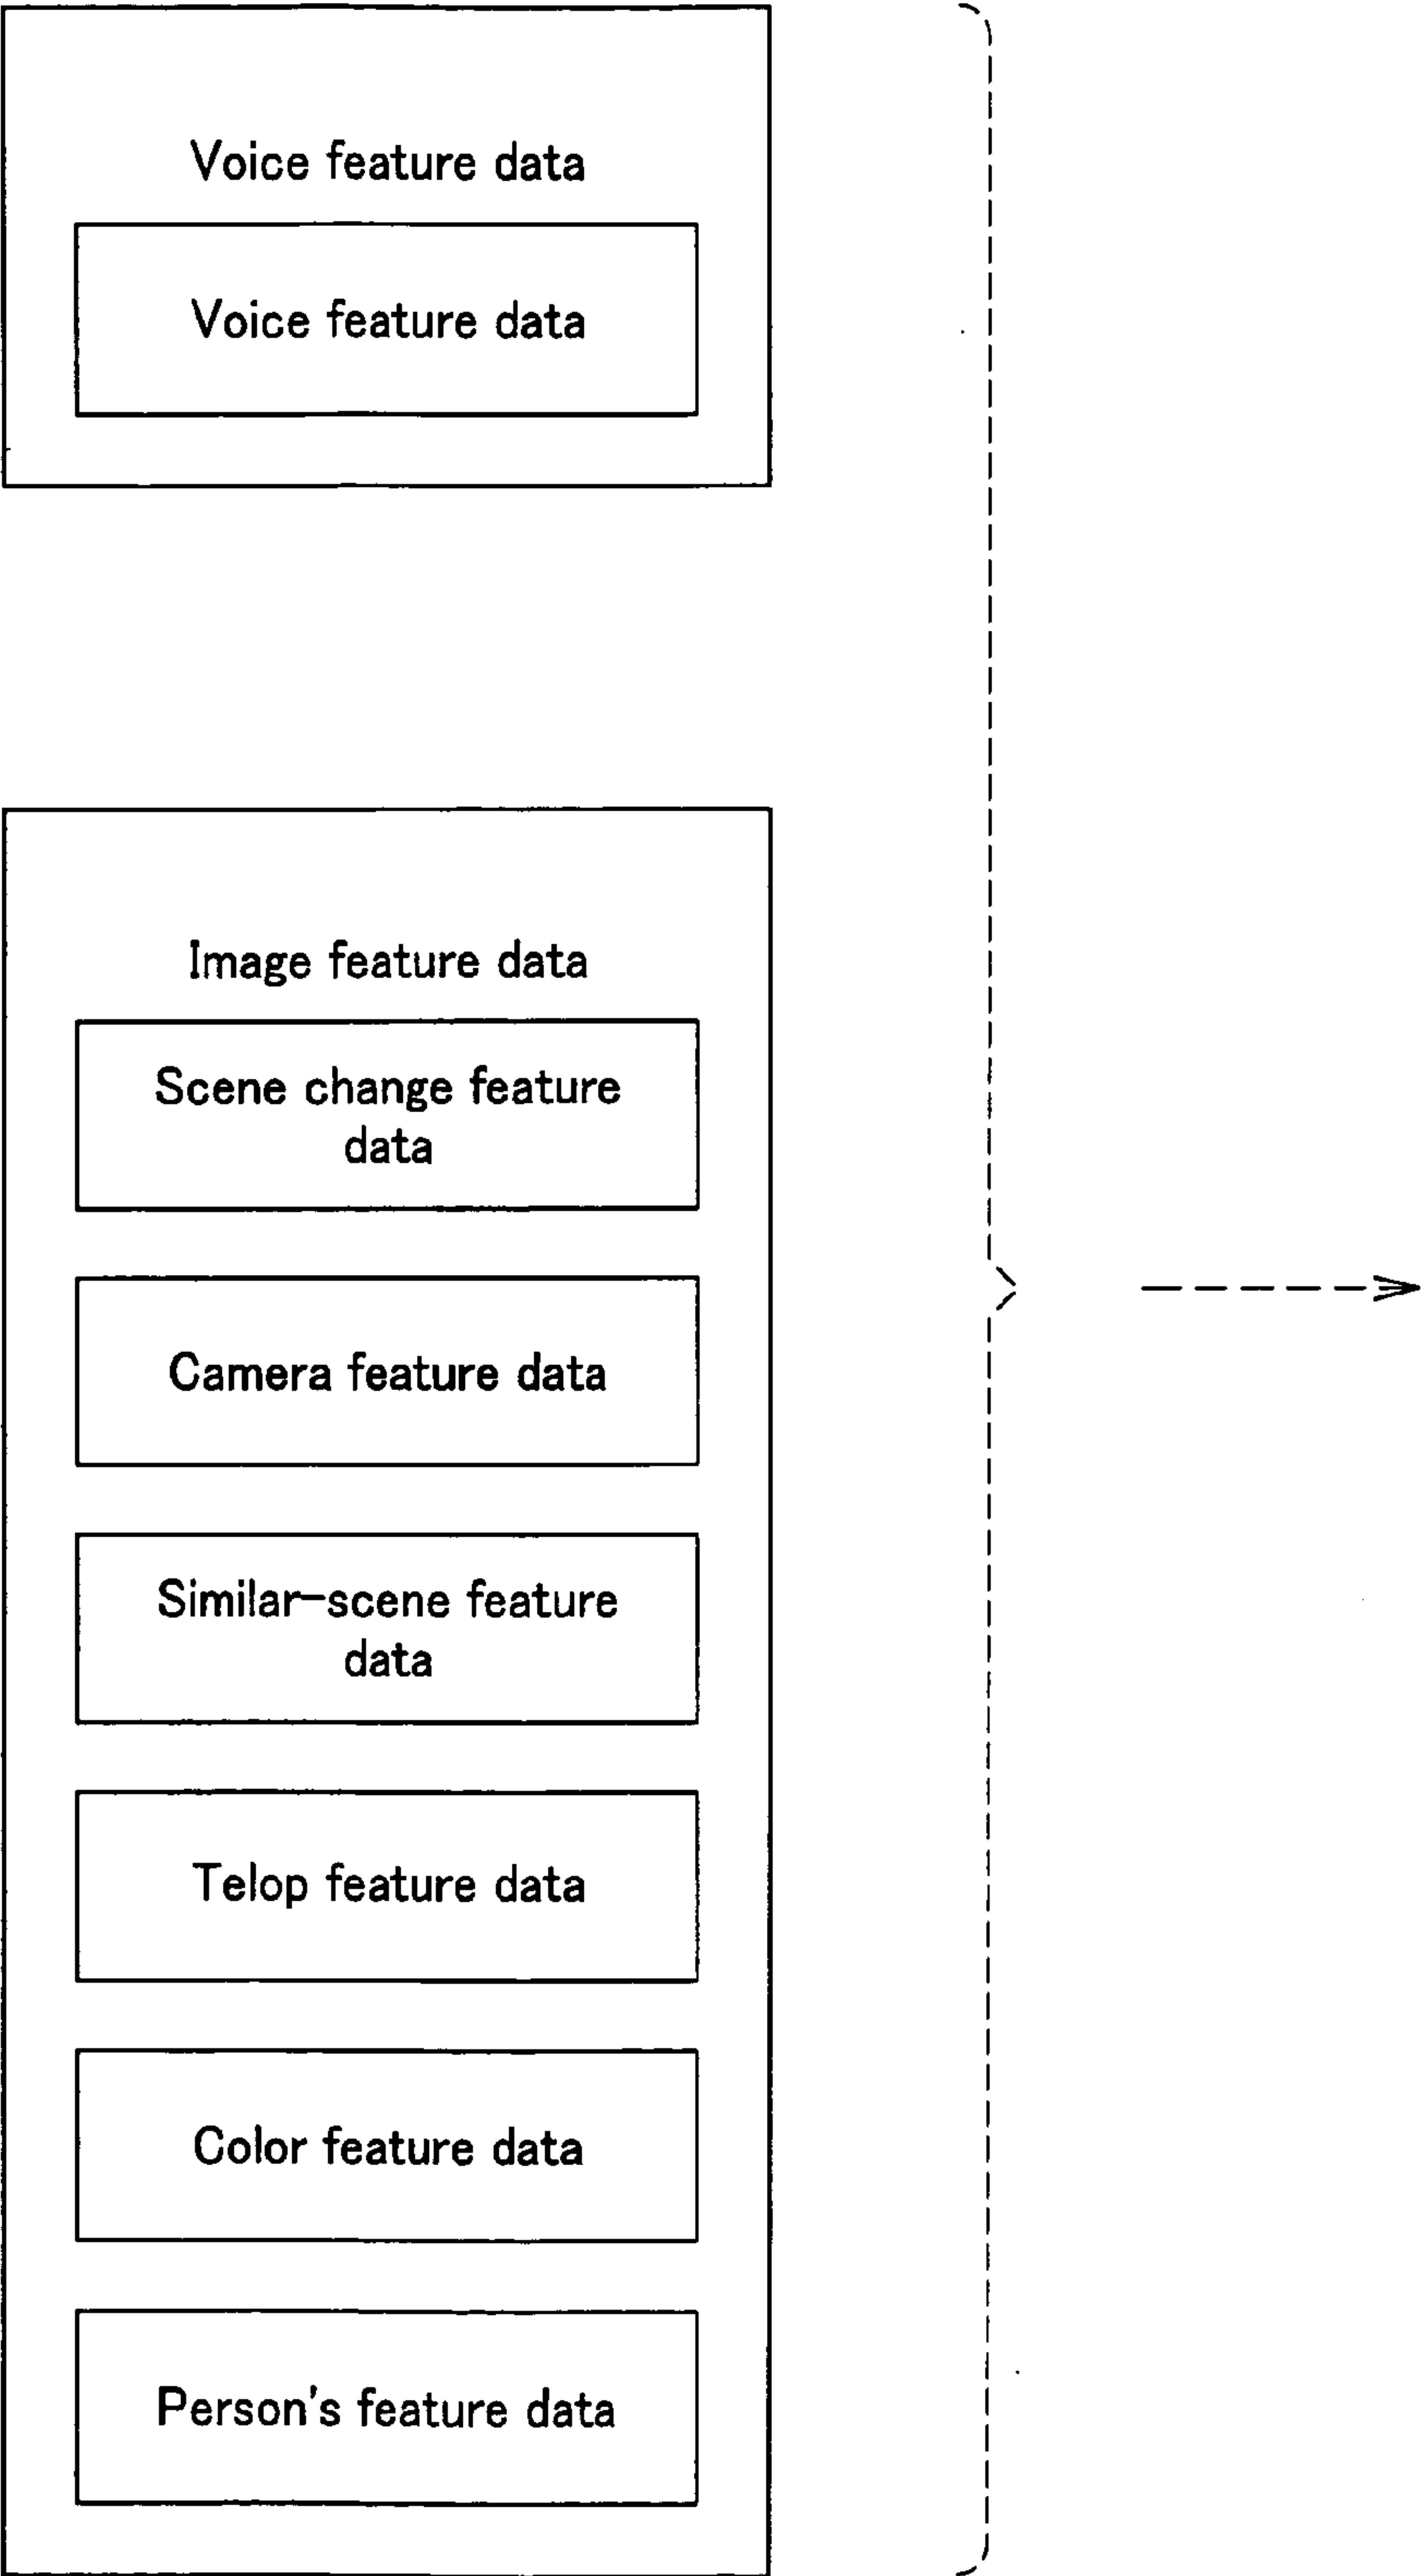 Voice feature data
Voice feature data
Image feature data
Scene change feature
data
Camera feature data
Similar-scene feature
data
Telop feature data
Color feature data
Person's feature data